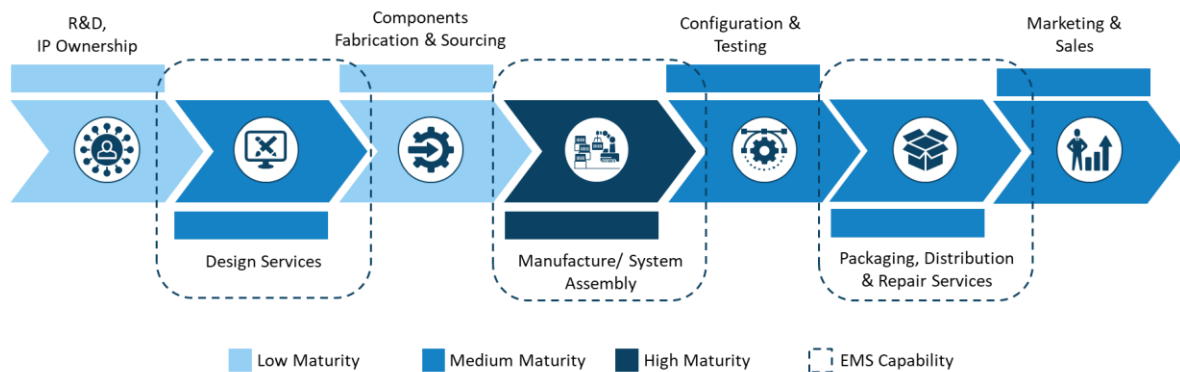 R&D,
IP Ownership
Components
Fabrication & Sourcing
Configuration &
Testing
Marketing &
Sales
Design Services
Manufacture/ System
Assembly
Packaging, Distribution
& Repair Services
Low Maturity
Medium Maturity
High Maturity
EMS Capability